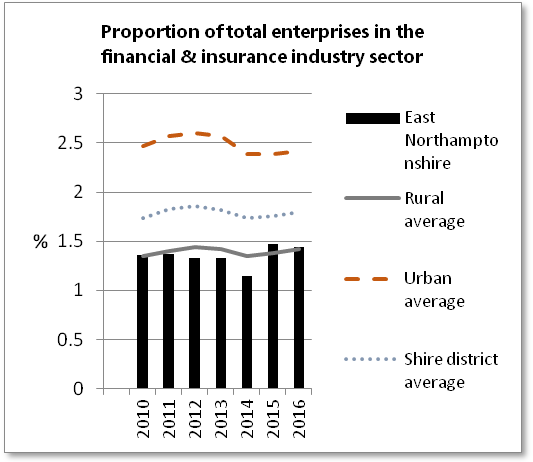 Proportion of total enterprises in the
financial & insurance industry sector
3
2.5
2
1.5
1
0.5
0
%
2010
2011
2012
2013
2014
2015
2016
East
Northampto
nshire
Rural
average
Urban
average
Shire district
average